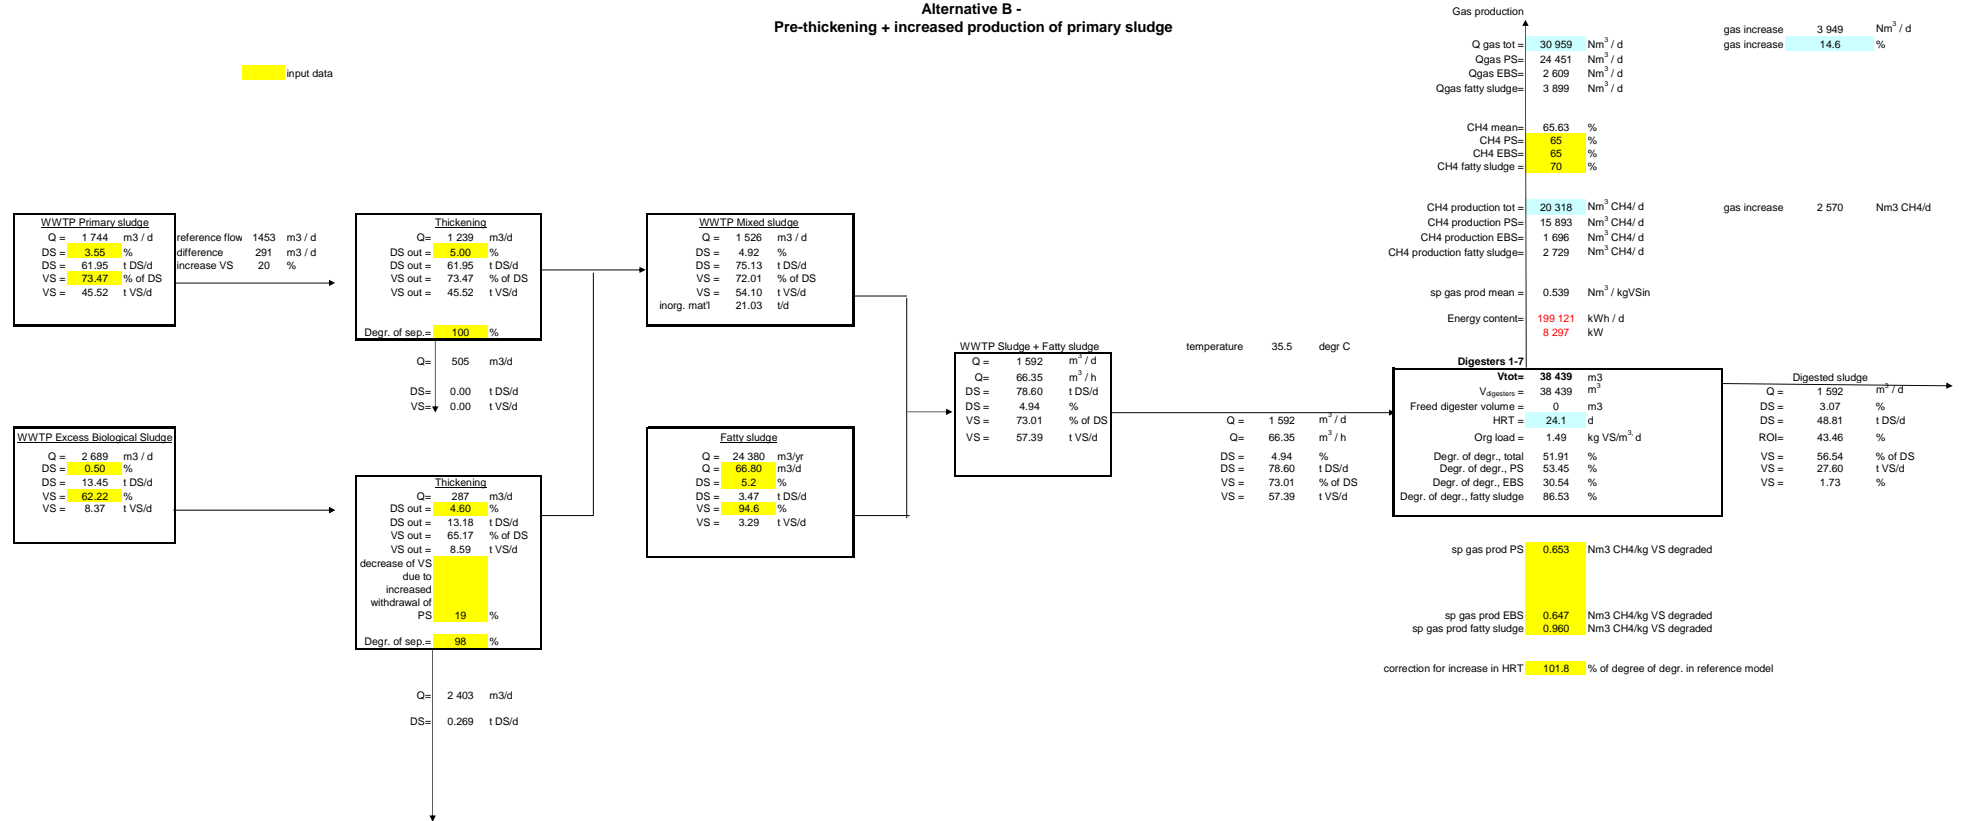 Alternative B -
Pre-thickening + increased production of primary sludge
input data
Gas production
Q gas tot = 30 959 Nm3 / d
Qgas PS= 24 451 Nm3 / d
Qgas EBS= 2 609 Nm3 / d
Qgas fatty sludge= 3 899 Nm3 / d
gas increase 3 949 Nm3 / d
gas increase 14.6 %
CH4 mean= 65.63 %
CH4 PS= 65 %
CH4 EBS= 65 %
CH4 fatty sludge = 70 %
CH4 production tot = 20 318 Nm3 CH4/ d
CH4 production PS= 15 893 Nm3 CH4/ d
CH4 production EBS= 1 696 Nm3 CH4/ d
CH4 production fatty sludge= 2 729 Nm3 CH4/ d
gas increase 2 570 Nm3 CH4/d
sp gas prod mean = 0.539 Nm3 / kgVSin
Energy content= 199 121 kWh / d
8 297 kW
WWTP Primary sludge
Q = 1 744 m3 / d
DS = 3.55 %
DS = 61.95 t DS/d
VS = 73.47 % of DS
VS = 45.52 t VS/d
reference flow 1453 m3 / d
difference 291 m3 / d
increase VS 20 %
Thickening
Q= 1 239 m3/d
DS out = 5.00 %
DS out = 61.95 t DS/d
VS out = 73.47 % of DS
VS out = 45.52 t VS/d
Degr. of sep.= 100 %
Q= 505 m3/d
DS= 0.00 t DS/d
VS= 0.00 t VS/d
WWTP Mixed sludge
Q = 1 526 m3 / d
DS = 4.92 %
DS = 75.13 t DS/d
VS = 72.01 % of DS
VS = 54.10 t VS/d
inorg. mat'l 21.03 t/d
WWTP Excess Biological Sludge
Q = 2 689 m3 / d
DS = 0.50 %
DS = 13.45 t DS/d
VS = 62.22 %
VS = 8.37 t VS/d
Thickening
Q= 287 m3/d
DS out = 4.60 %
DS out = 13.18 t DS/d
VS out = 65.17 % of DS
VS out = 8.59 t VS/d
decrease of VS
due to
increased
withdrawal of
PS 19 %
Degr. of sep.= 98 %
Q= 2 403 m3/d
DS= 0.269 t DS/d
Fatty sludge
Q = 24 380 m3/yr
Q = 66.80 m3/d
DS = 5.2 %
DS = 3.47 t DS/d
VS = 94.6 %
VS = 3.29 t VS/d
WWTP Sludge + Fatty sludge
Q = 1 592 m3 / d
Q= 66.35 m3 / h
DS = 78.60 t DS/d
DS = 4.94 %
VS = 73.01 % of DS
VS = 57.39 t VS/d
temperature 35.5 degr C
Q = 1 592 m3 / d
Q= 66.35 m3 / h
DS = 4.94 %
DS = 78.60 t DS/d
VS = 73.01 % of DS
VS = 57.39 t VS/d
Digesters 1-7
Vtot= 38 439 m3
Vdigesters = 38 439 m3
Freed digester volume = 0 m3
HRT = 24.1 d
Org load = 1.49 kg VS/m3, d
Degr. of degr., total 51.91 %
Degr. of degr., PS 53.45 %
Degr. of degr., EBS 30.54 %
Degr. of degr., fatty sludge 86.53 %
Digested sludge
Q = 1 592 m3 / d
DS = 3.07 %
DS = 48.81 t DS/d
ROI= 43.46 %
VS = 56.54 % of DS
VS = 27.60 t VS/d
VS = 1.73 %
sp gas prod PS 0.653 Nm3 CH4/kg VS degraded
sp gas prod EBS 0.647 Nm3 CH4/kg VS degraded
sp gas prod fatty sludge 0.960 Nm3 CH4/kg VS degraded
correction for increase in HRT 101.8 % of degree of degr. in reference model